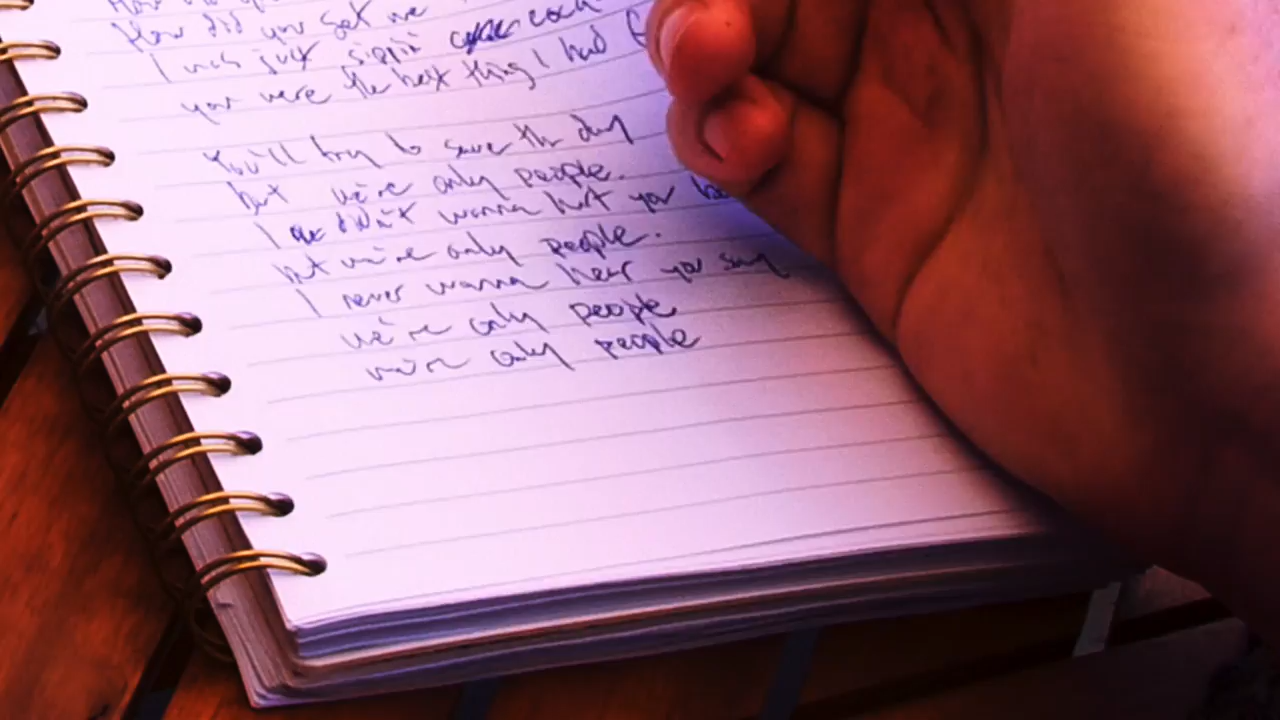 How did you get me
I was just sippin
you were the best thing I had
You'll try to save the day
but we're only people.
I didn't wanna hurt you
but we're only people.
I never wanna hear you say
we're only people
we're only people